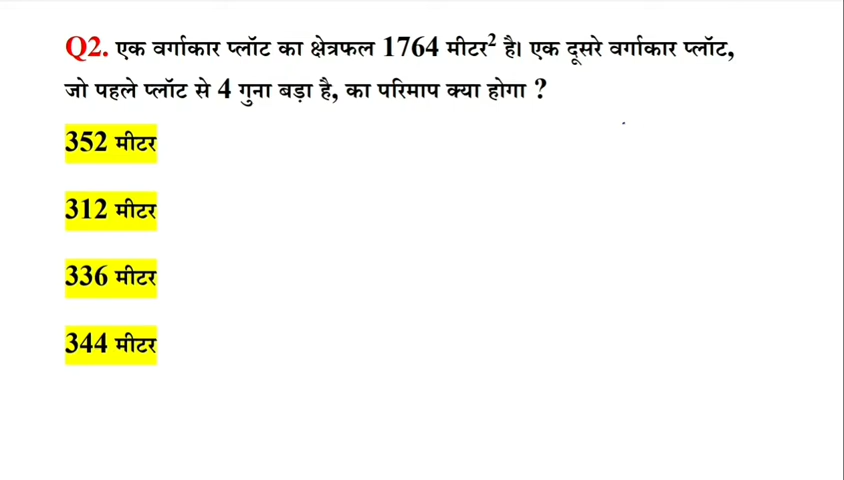 Q2. एक वर्गाकार प्लॉट का क्षेत्रफल 1764 मीटर² है। एक दूसरे वर्गाकार प्लॉट,
जो पहले प्लॉट से 4 गुना बड़ा है, का परिमाप क्या होगा ?
352 मीटर
312 मीटर
336 मीटर
344 मीटर